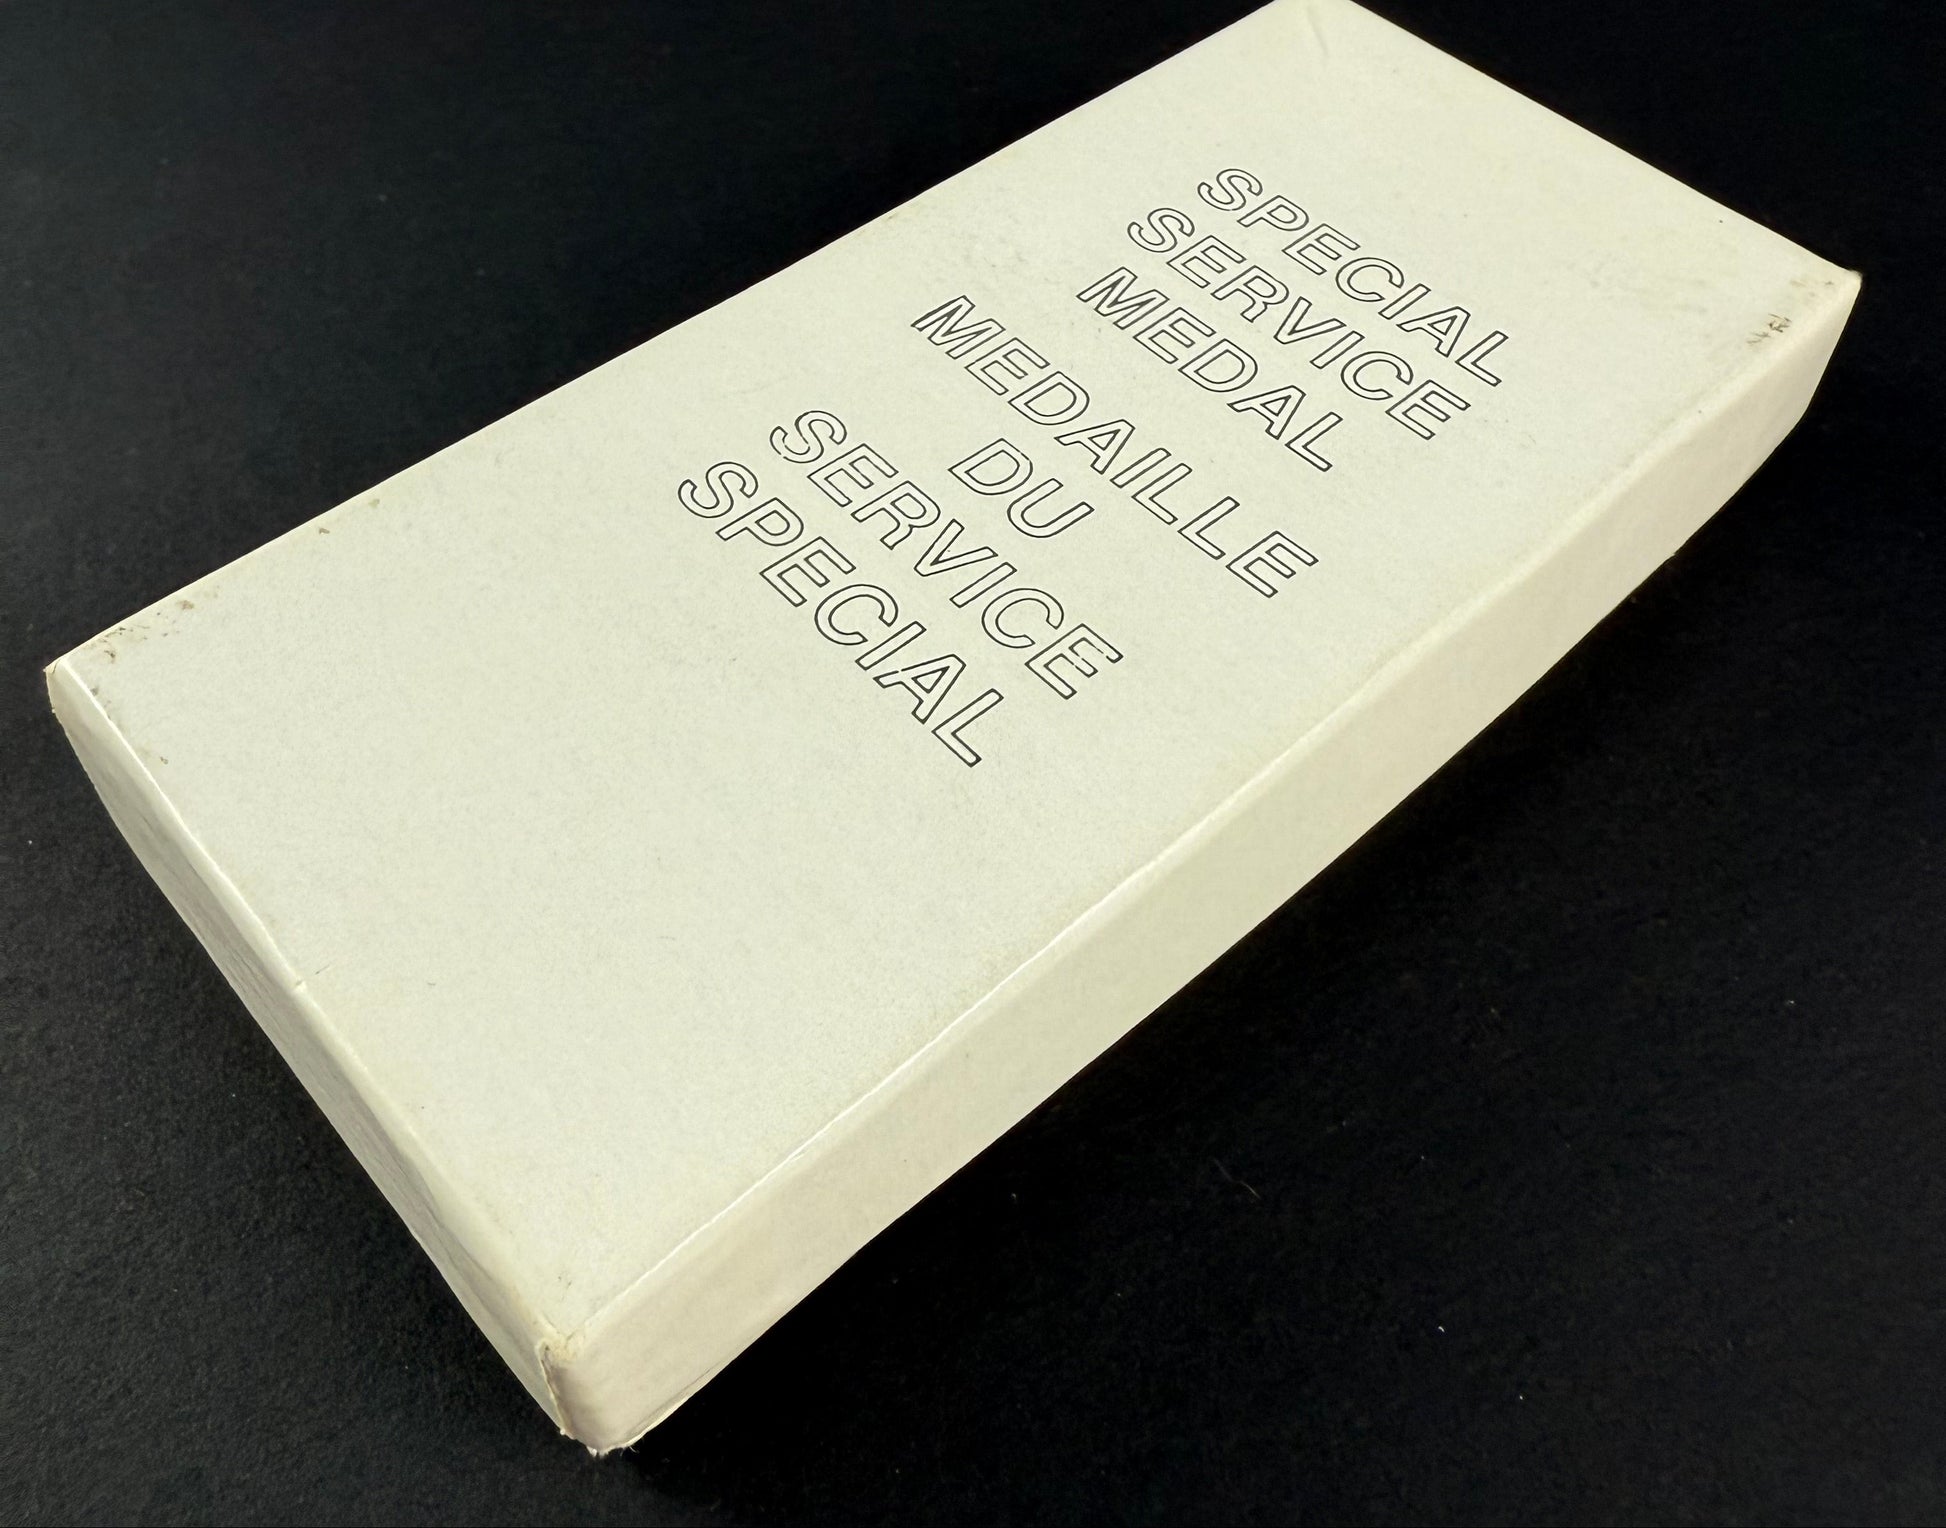 SPECIAL
SERVICE
MEDAL
MEDAILLE
DU
SERVICE
SPECIAL